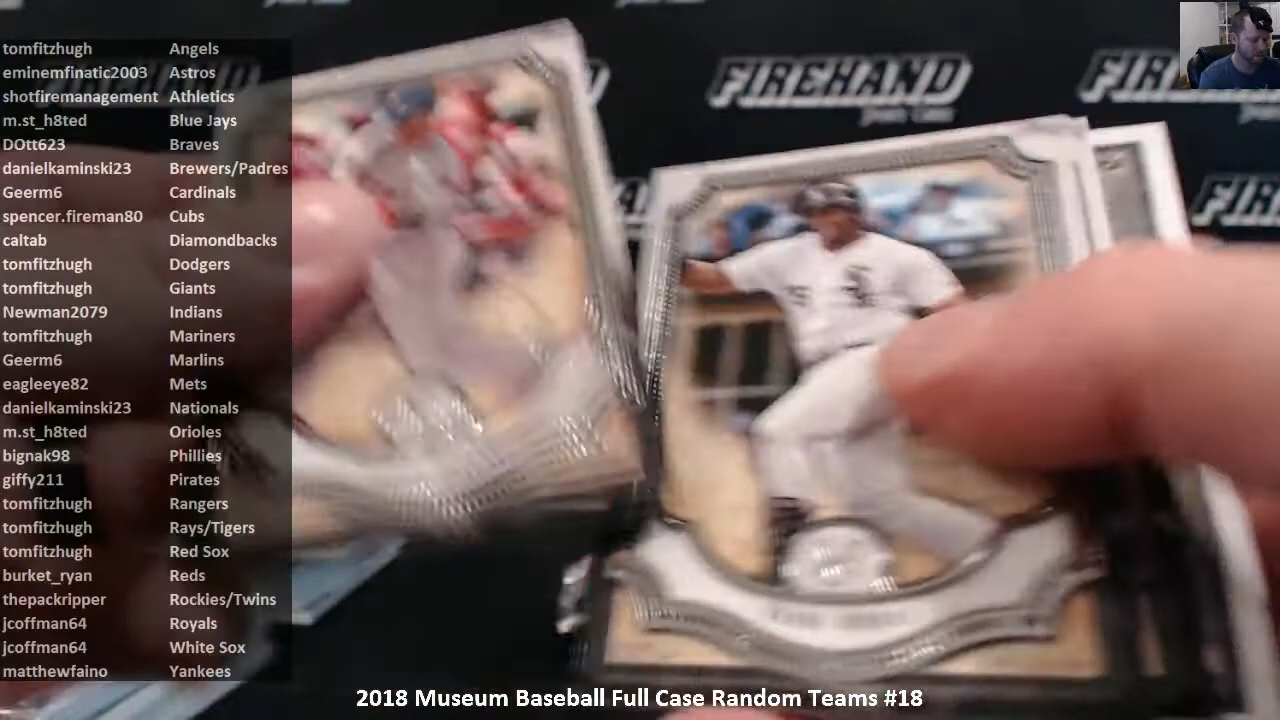 tomfitzhugh Angels
eminemfinatic2003 Astros
shotfiremanagement Athletics
m.st_h8ted Blue Jays
DOtt623 Braves
danielkaminski23 Brewers/Padres
Geerm6 Cardinals
spencer.fireman80 Cubs
caltab Diamondbacks
tomfitzhugh Dodgers
tomfitzhugh Giants
Newman2079 Indians
tomfitzhugh Mariners
Geerm6 Marlins
eagleeye82 Mets
danielkaminski23 Nationals
m.st_h8ted Orioles
bignak98 Phillies
giffy211 Pirates
tomfitzhugh Rangers
tomfitzhugh Rays/Tigers
tomfitzhugh Red Sox
burket_ryan Reds
thepackripper Rockies/Twins
jcoffman64 Royals
jcoffman64 White Sox
matthewfaino Yankees
FIREHAND
2018 Museum Baseball Full Case Random Teams #18